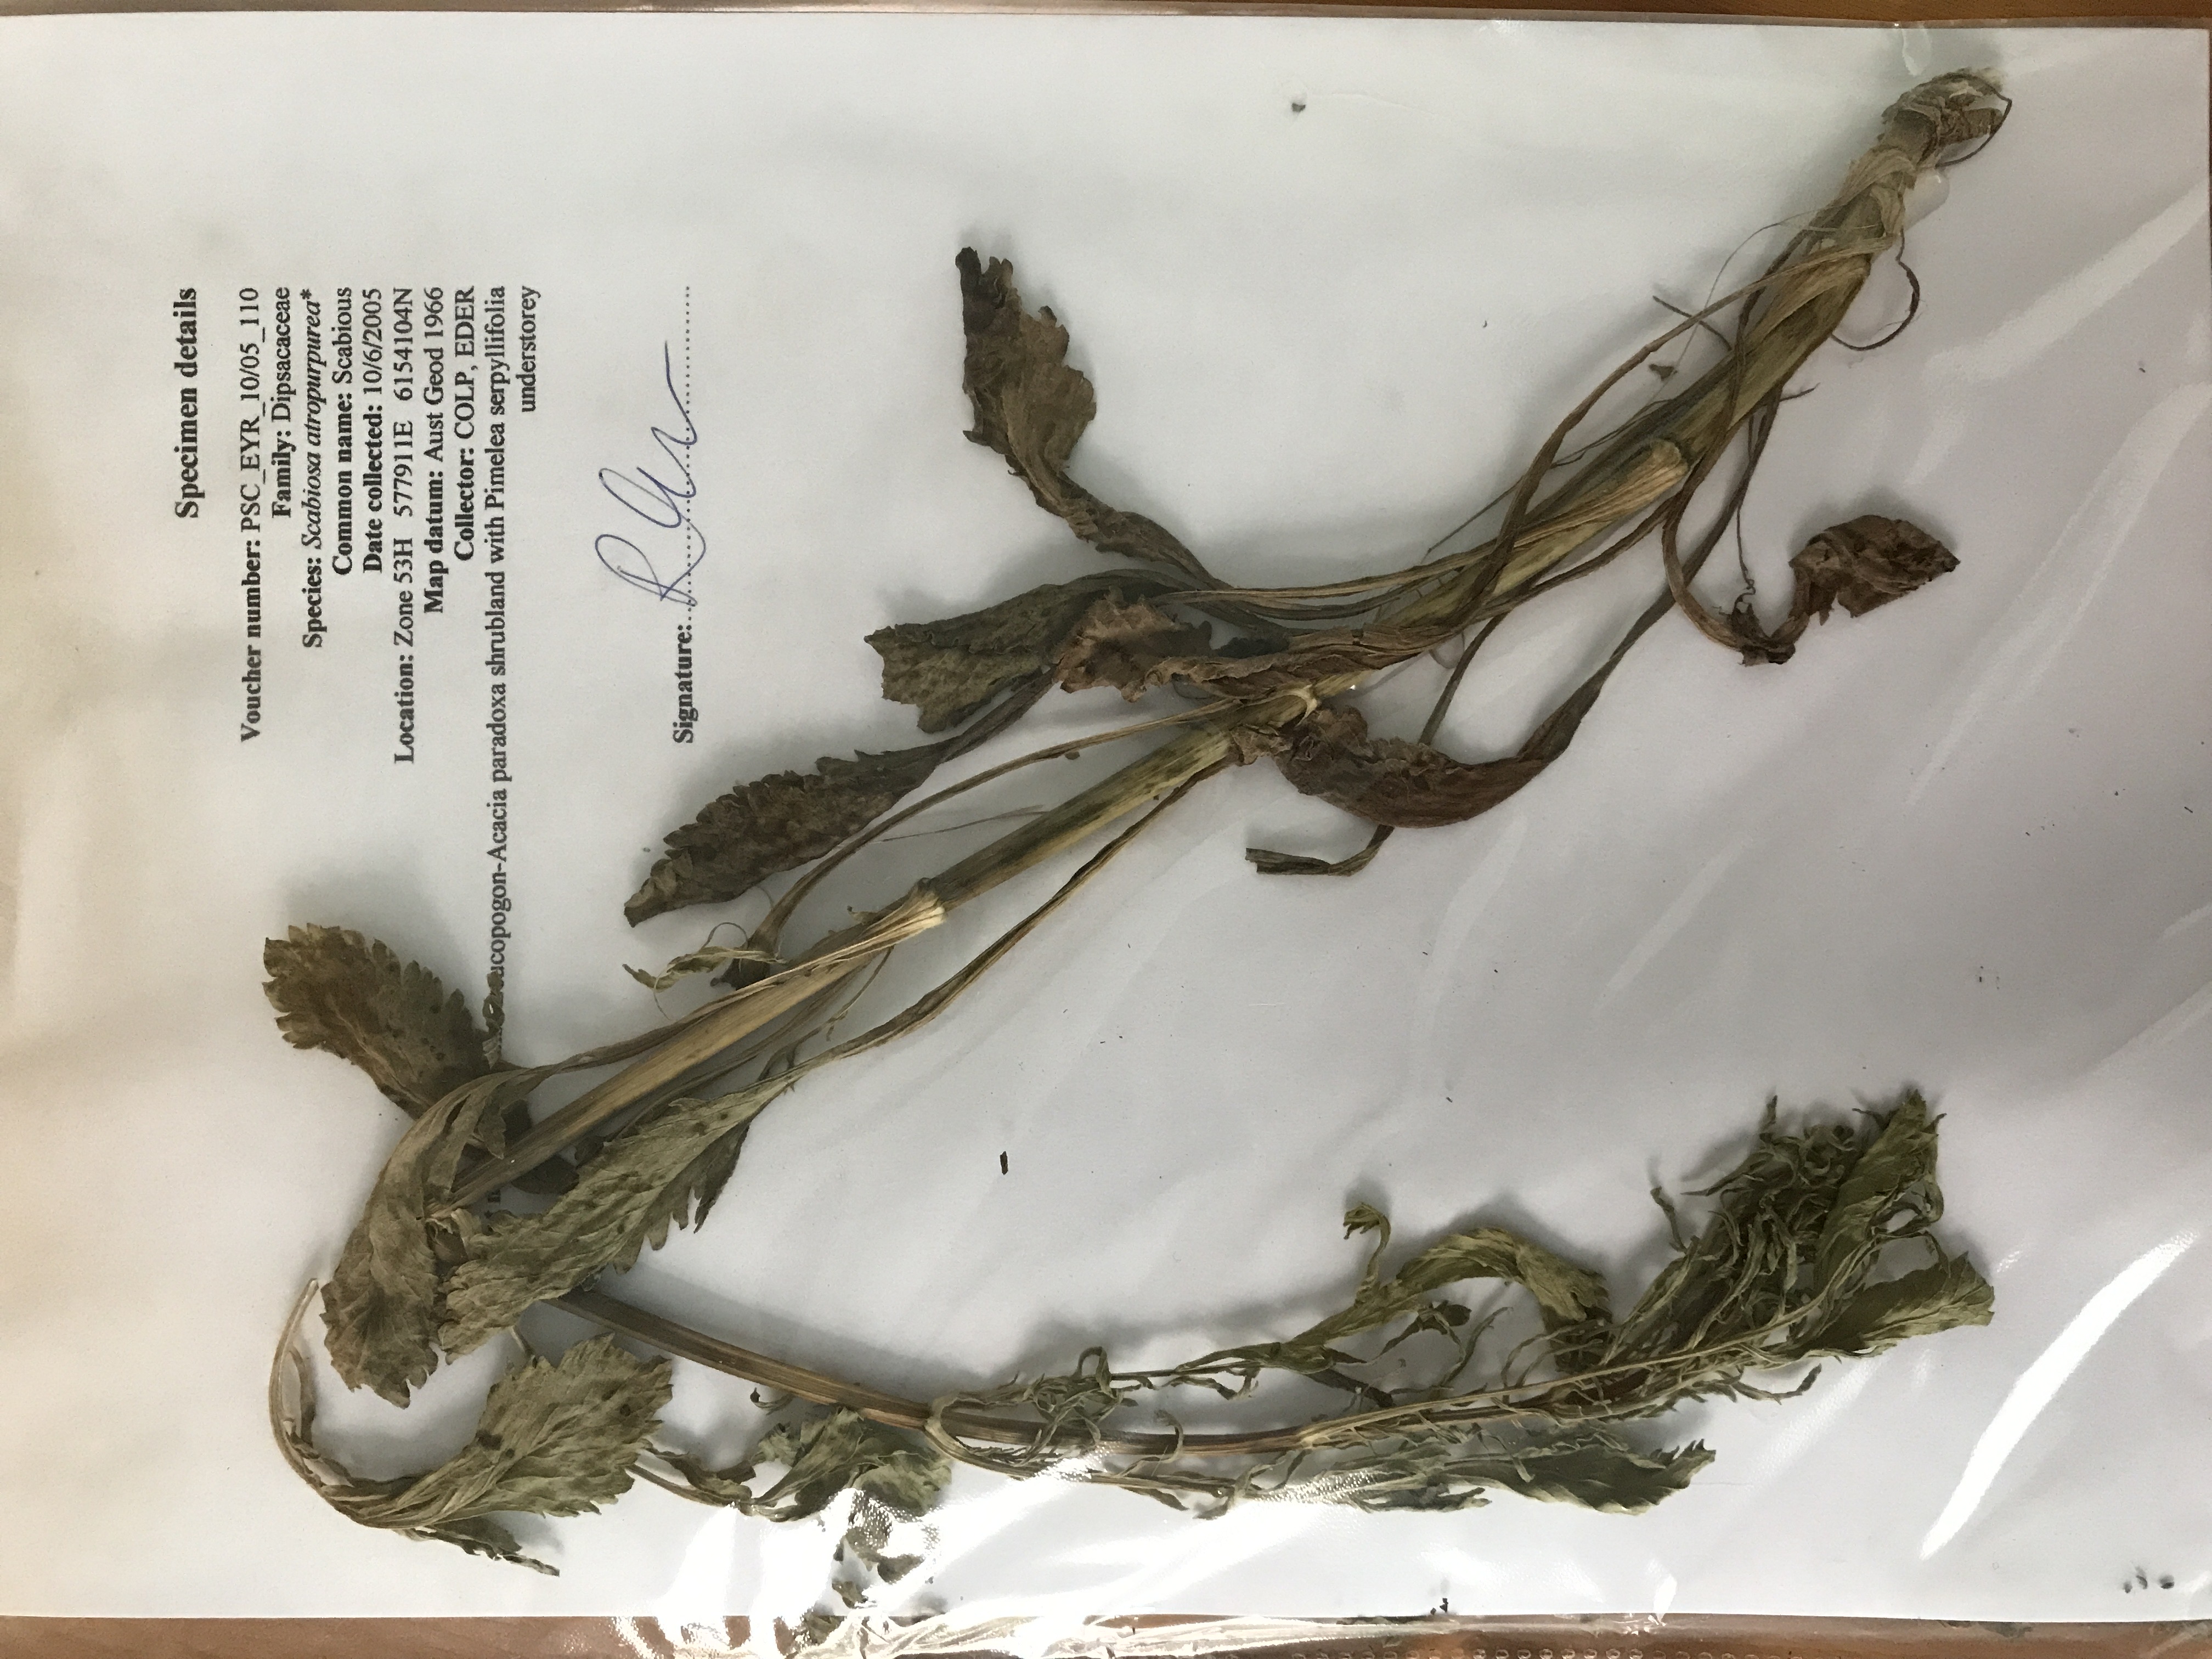 Specimen details
Voucher number: PSC_EYR_10/05_110
Family: Dipsacaceae
Species: Scabiosa atropurpurea*
Common name: Scabious
Date collected: 10/6/2005
Location: Zone 53H 577911E 6154104N
Map datum: Aust Geod 1966
Collector: COLP, EDER
ucopogon-Acacia paradoxa shrubland with Pimelea serpyllifolia
understorey
Signature: